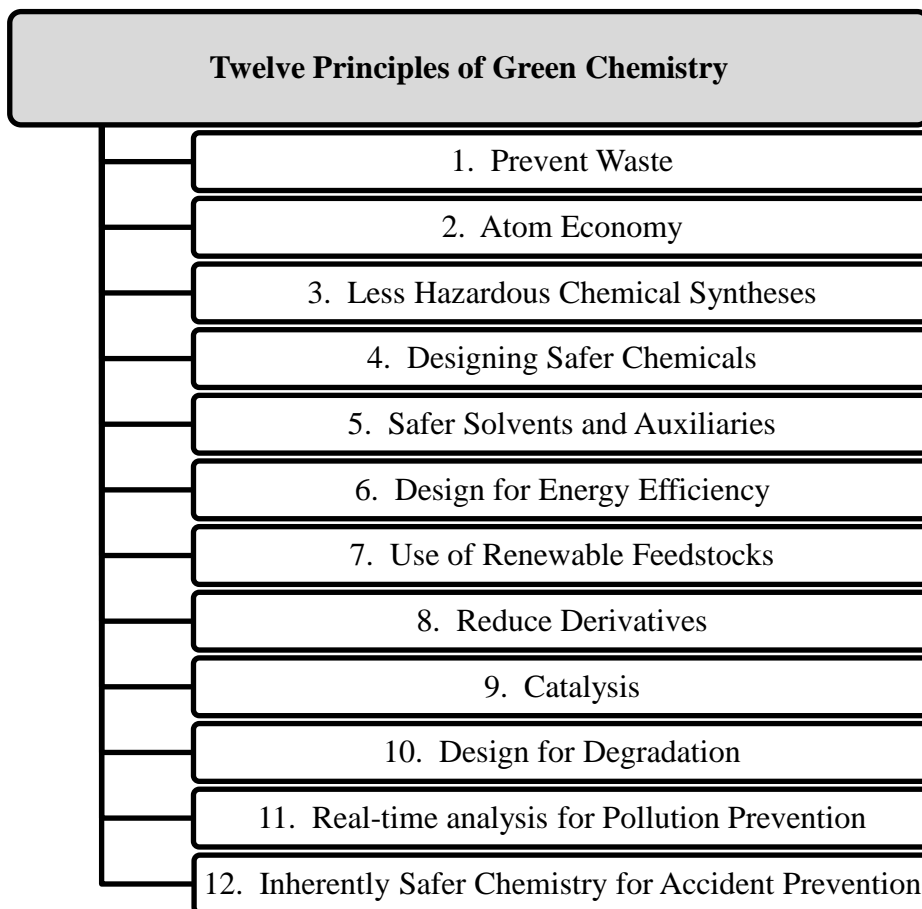 Twelve Principles of Green Chemistry
1. Prevent Waste
2. Atom Economy
3. Less Hazardous Chemical Syntheses
4. Designing Safer Chemicals
5. Safer Solvents and Auxiliaries
6. Design for Energy Efficiency
7. Use of Renewable Feedstocks
8. Reduce Derivatives
9. Catalysis
10. Design for Degradation
11. Real-time analysis for Pollution Prevention
12. Inherently Safer Chemistry for Accident Prevention